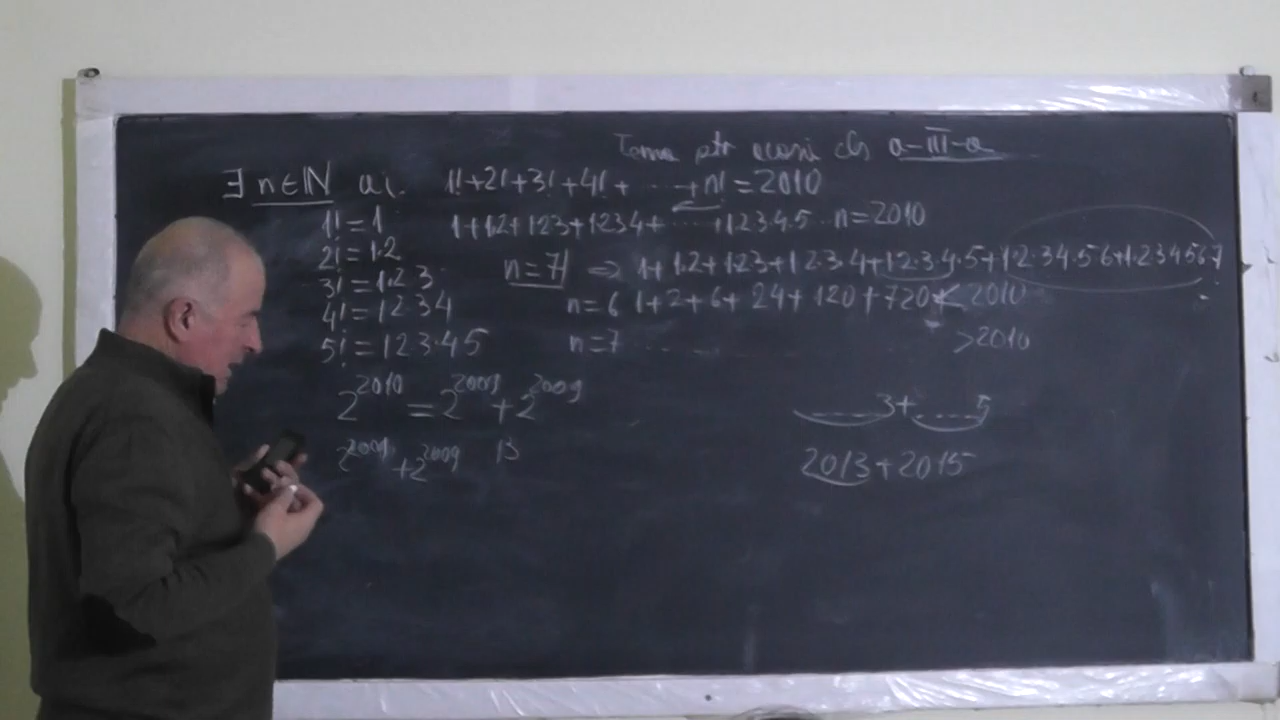 Tema ptr acasă cls a-III-a
∃ n∈ℕ aî. 1!+2!+3!+4!+ ...... +n! = 2010
1!=1 1+1·2+1·2·3+1·2·3·4+ ...... +1·2·3·4·5...n=2010
2!=1·2 n=7 ⇒ 1+1·2+1·2·3+1·2·3·4+1·2·3·4·5+1·2·3·4·5·6+1·2·3·4·5·6·7
3!=1·2·3 n=6 1+2+6+24+120+720 < 2010
4!=1·2·3·4
5!=1·2·3·4·5 n=7 ...... >2010
2^2010 = 2^2009 + 2^2009 ......3+......5
2^2009 + 2^2009 13 2013+2015